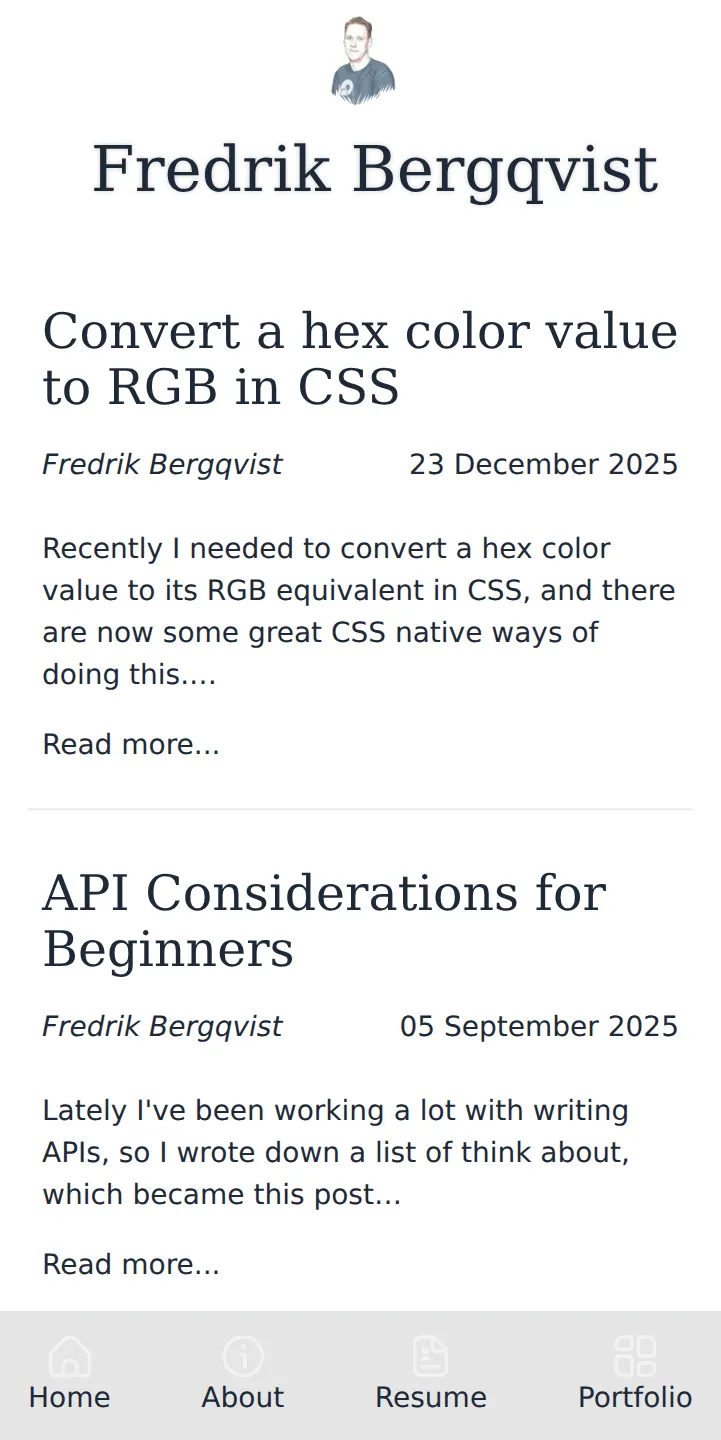 Fredrik Bergqvist
Convert a hex color value
to RGB in CSS
Fredrik Bergqvist 23 December 2025
Recently I needed to convert a hex color
value to its RGB equivalent in CSS, and there
are now some great CSS native ways of
doing this....
Read more...
API Considerations for
Beginners
Fredrik Bergqvist 05 September 2025
Lately I've been working a lot with writing
APIs, so I wrote down a list of think about,
which became this post...
Read more...
Home About Resume Portfolio